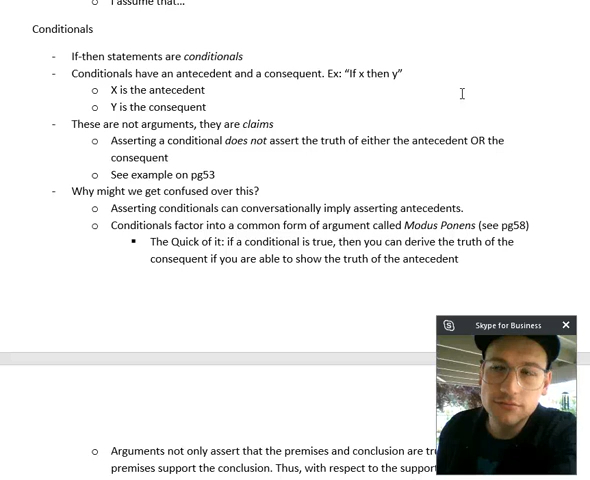 o I assume that...
Conditionals
- If-then statements are conditionals
- Conditionals have an antecedent and a consequent. Ex: “If x then y”
o X is the antecedent
o Y is the consequent
- These are not arguments, they are claims
o Asserting a conditional does not assert the truth of either the antecedent OR the
consequent
o See example on pg53
- Why might we get confused over this?
o Asserting conditionals can conversationally imply asserting antecedents.
o Conditionals factor into a common form of argument called Modus Ponens (see pg58)
▪ The Quick of it: if a conditional is true, then you can derive the truth of the
consequent if you are able to show the truth of the antecedent
Skype for Business
o Arguments not only assert that the premises and conclusion are
premises support the conclusion. Thus, with respect to the support